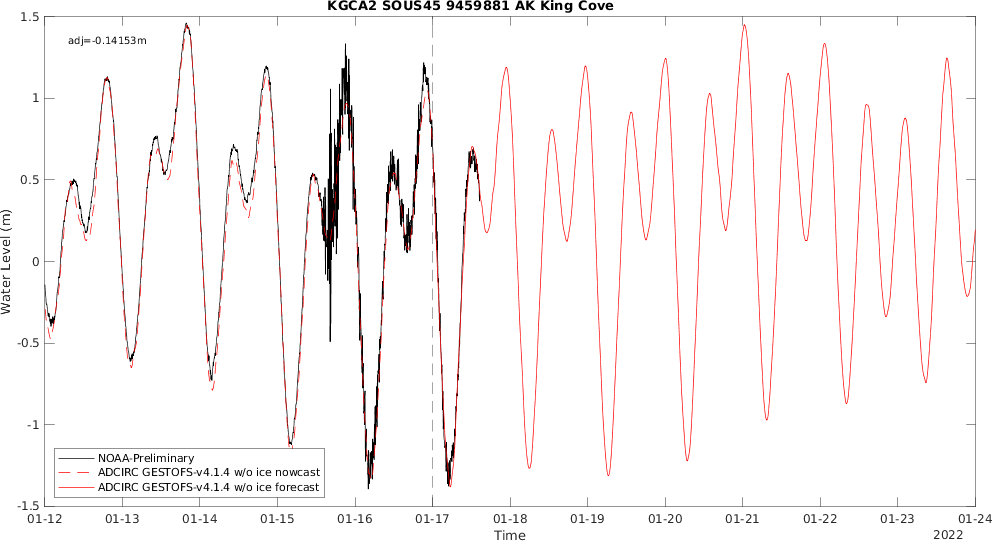 KGCA2 SOUS45 9459881 AK King Cove
adj=-0.14153m
1.5
1
0.5
0
-0.5
-1
-1.5
Water Level (m)
NOAA-Preliminary
ADCIRC GESTOFS-v4.1.4 w/o ice nowcast
ADCIRC GESTOFS-v4.1.4 w/o ice forecast
01-12 01-13 01-14 01-15 01-16 01-17 01-18 01-19 01-20 01-21 01-22 01-23 01-24
Time
2022